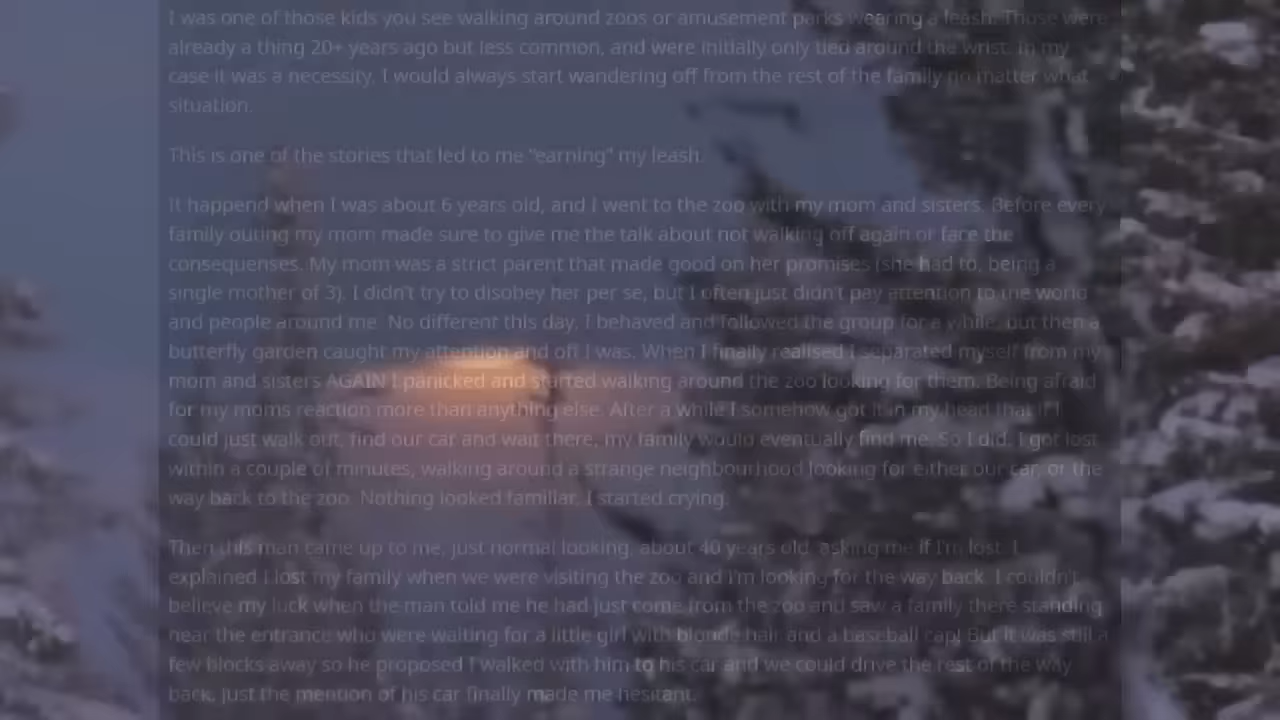 I was one of those kids you see walking around zoos or amusement parks wearing a leash. Those were
already a thing 20+ years ago but less common, and were initially only tied around the wrist. In my
case it was a necessity. I would always start wandering off from the rest of the family no matter what
situation.
This is one of the stories that led to me “earning” my leash.
It happend when I was about 6 years old, and I went to the zoo with my mom and sisters. Before every
family outing my mom made sure to give me the talk about not walking off again or face the
consequenses. My mom was a strict parent that made good on her promises (she had to, being a
single mother of 3). I didn't try to disobey her per se, but I often just didn't pay attention to the world
and people around me. No different this day, I behaved and followed the group for a while, but then a
butterfly garden caught my attention and off I was. When I finally realised I separated myself from my
mom and sisters AGAIN I panicked and started walking around the zoo looking for them. Being afraid
for my moms reaction more than anything else. After a while I somehow got it in my head that if I
could just walk out, find our car and wait there, my family would eventually find me. So I did. I got lost
within a couple of minutes, walking around a strange neighbourhood looking for either our car, or the
way back to the zoo. Nothing looked familiar. I started crying.
Then this man came up to me, just normal looking, about 40 years old, asking me if I'm lost. I
explained I lost my family when we were visiting the zoo and I'm looking for the way back. I couldn't
believe my luck when the man told me he had just come from the zoo and saw a family there standing
near the entrance who were waiting for a little girl with blonde hair and a baseball cap! But it was still a
few blocks away so he proposed I walked with him to his car and we could drive the rest of the way
back. Just the mention of his car finally made me hesitant.